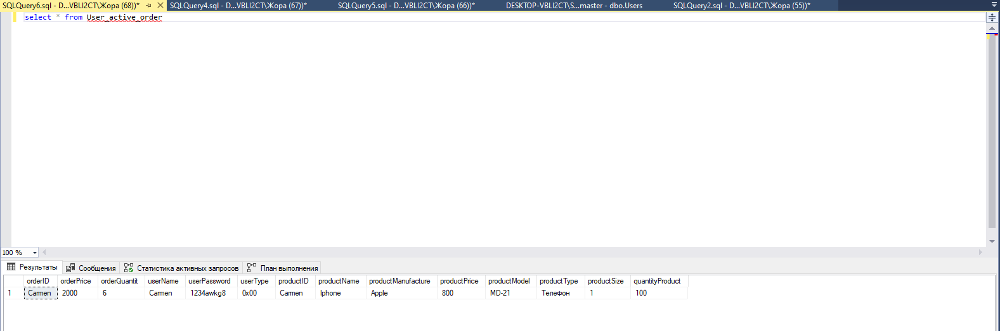 SQLQuery6.sql - D...VBLI2CT\Жора (68))* SQLQuery4.sql - D...VBLI2CT\Жора (67))* SQLQuery5.sql - D...VBLI2CT\Жора (66))* DESKTOP-VBLI2CT\S...master - dbo.Users SQLQuery2.sql - D...VBLI2CT\Жора (55))*
select * from User_active_order
100 %
Результаты Сообщения Статистика активных запросов План выполнения
orderID orderPrice orderQuantit userName userPassword userType productID productName productManufacture productPrice productModel productType productSize quantityProduct
1 Carmen 2000 6 Carmen 1234awkg8 0x00 Carmen Iphone Apple 800 MD-21 Телефон 1 100